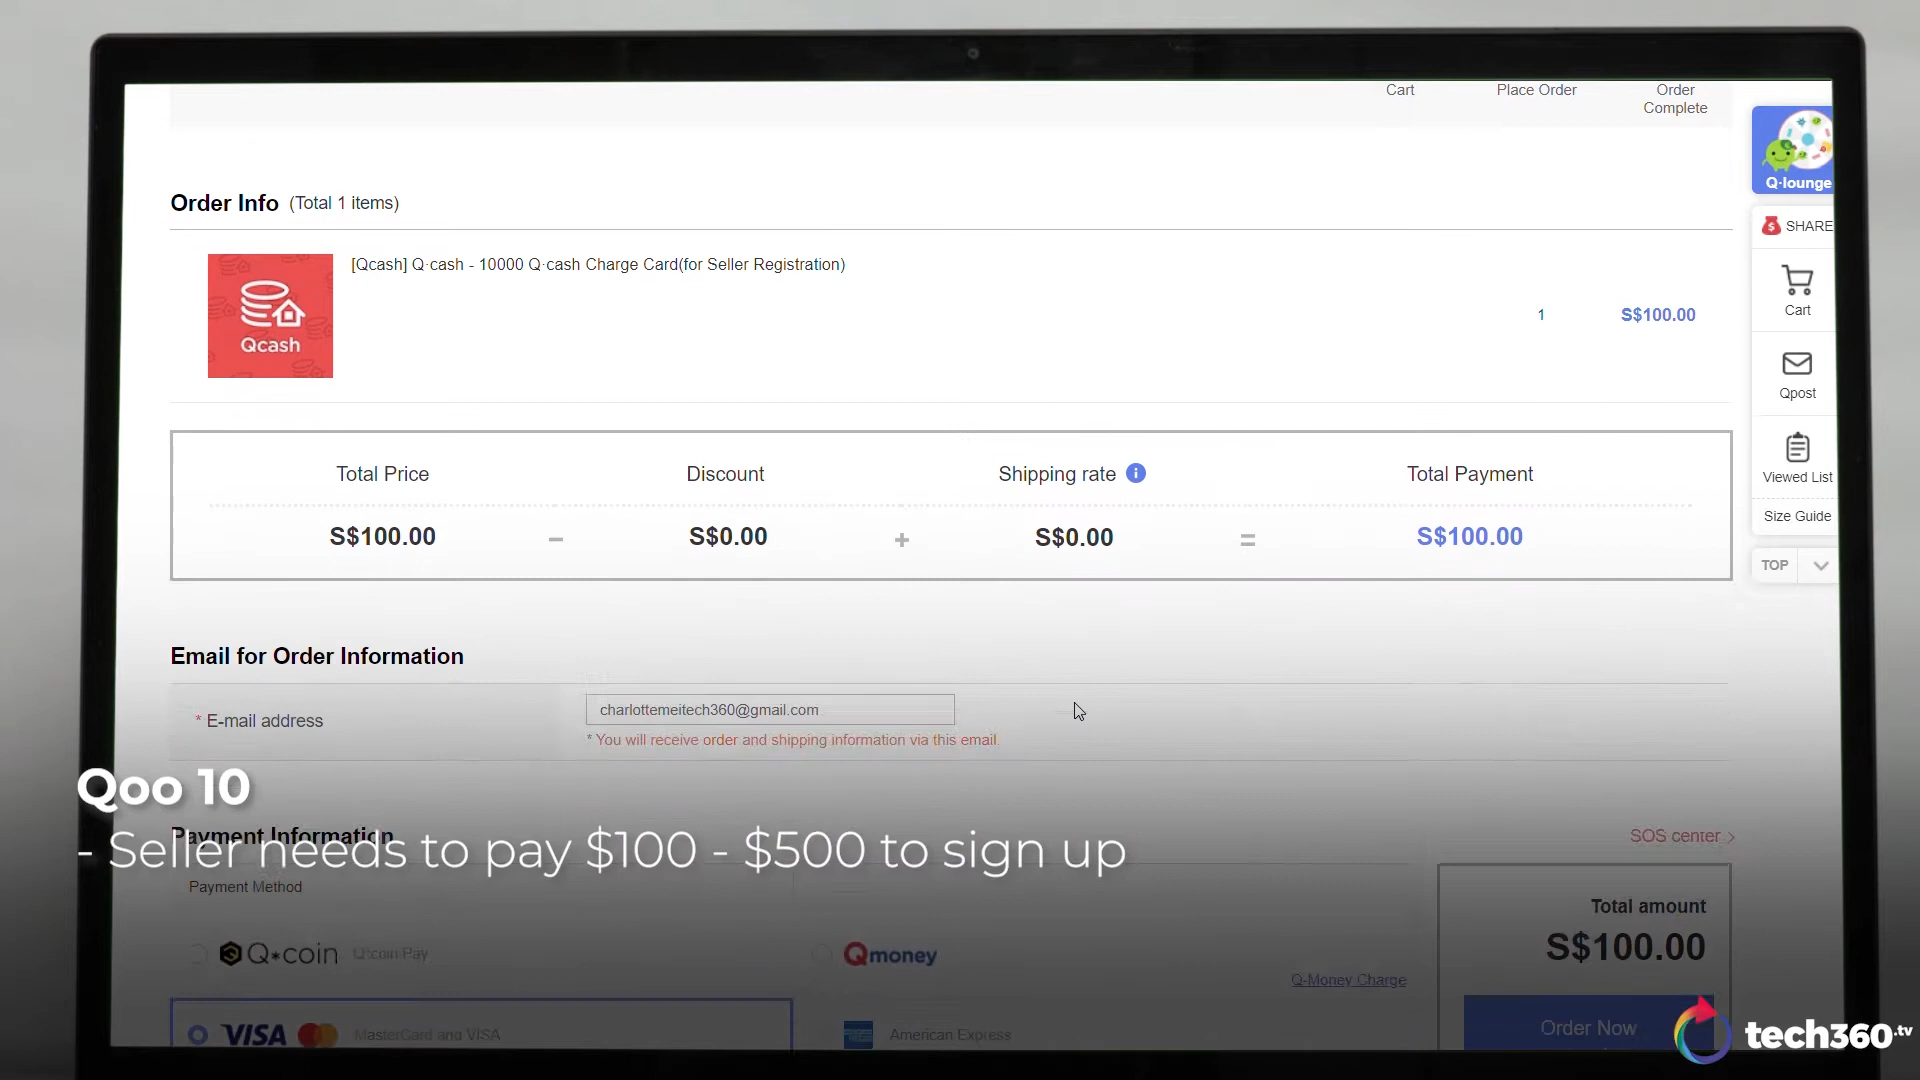 Cart
Place Order
Order
Complete
Q·lounge
SHARE
Order Info (Total 1 items)
[Qcash] Q·cash - 10000 Q·cash Charge Card(for Seller Registration)
Qcash
1
S$100.00
Cart
Qpost
Viewed List
Size Guide
TOP
Total Price
Discount
Shipping rate
Total Payment
S$100.00 - S$0.00 + S$0.00 = S$100.00
Email for Order Information
* E-mail address
charlottemeitech360@gmail.com
* You will receive order and shipping information via this email.
Qoo 10
- Seller needs to pay $100 - $500 to sign up
Payment Information
SOS center >
Payment Method
Total amount
S$100.00
Q*coin Q*coin Pay
Qmoney
Q-Money Charge
VISA MasterCard and VISA
American Express
Order Now
tech360.tv